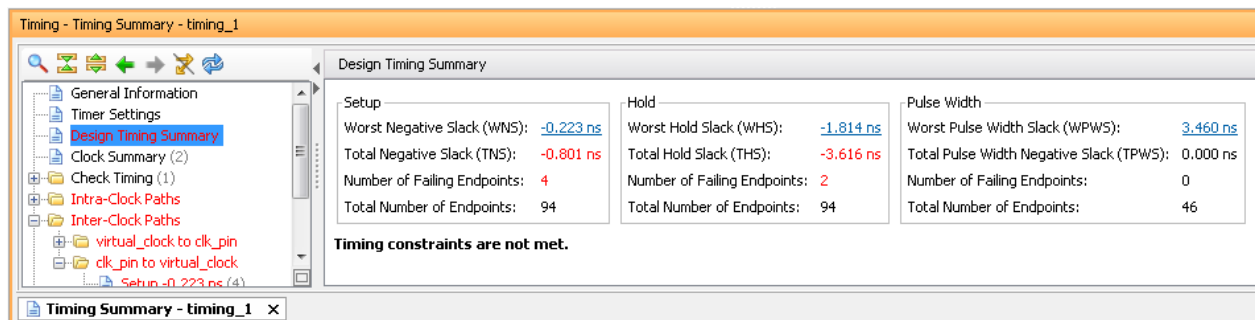 Timing - Timing Summary - timing_1
General Information
Timer Settings
Design Timing Summary
Clock Summary (2)
Check Timing (1)
Intra-Clock Paths
Inter-Clock Paths
virtual_clock to clk_pin
clk_pin to virtual_clock
Setup -0.223 ns (4)
Design Timing Summary
Setup
Worst Negative Slack (WNS): -0.223 ns
Total Negative Slack (TNS): -0.801 ns
Number of Failing Endpoints: 4
Total Number of Endpoints: 94
Hold
Worst Hold Slack (WHS): -1.814 ns
Total Hold Slack (THS): -3.616 ns
Number of Failing Endpoints: 2
Total Number of Endpoints: 94
Pulse Width
Worst Pulse Width Slack (WPWS): 3.460 ns
Total Pulse Width Negative Slack (TPWS): 0.000 ns
Number of Failing Endpoints: 0
Total Number of Endpoints: 46
Timing constraints are not met.
Timing Summary - timing_1